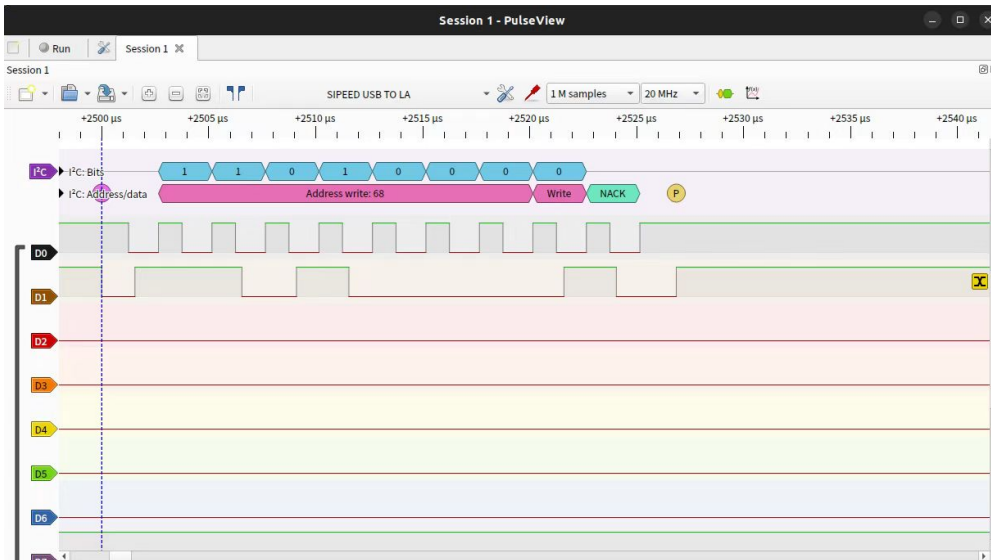 Session 1 - PulseView
Run Session 1
Session 1
SIPEED USB TO LA 1 M samples 20 MHz
+2500 µs +2505 µs +2510 µs +2515 µs +2520 µs +2525 µs +2530 µs +2535 µs +2540 µs
I²C I²C: Bits 1 1 0 1 0 0 0 0
I²C: Address/data Address write: 68 Write NACK P
D0
D1
D2
D3
D4
D5
D6